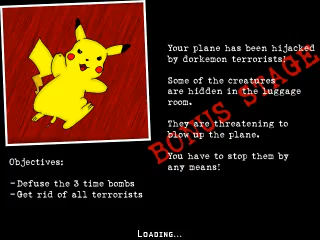 Your plane has been hijacked
by dorkemon terrorists!
Some of the creatures
are hidden in the luggage
room.
They are threatening to
blow up the plane.
You have to stop them by
any means!
BONUS STAGE
Objectives:
-Defuse the 3 time bombs
-Get rid of all terrorists
Loading...